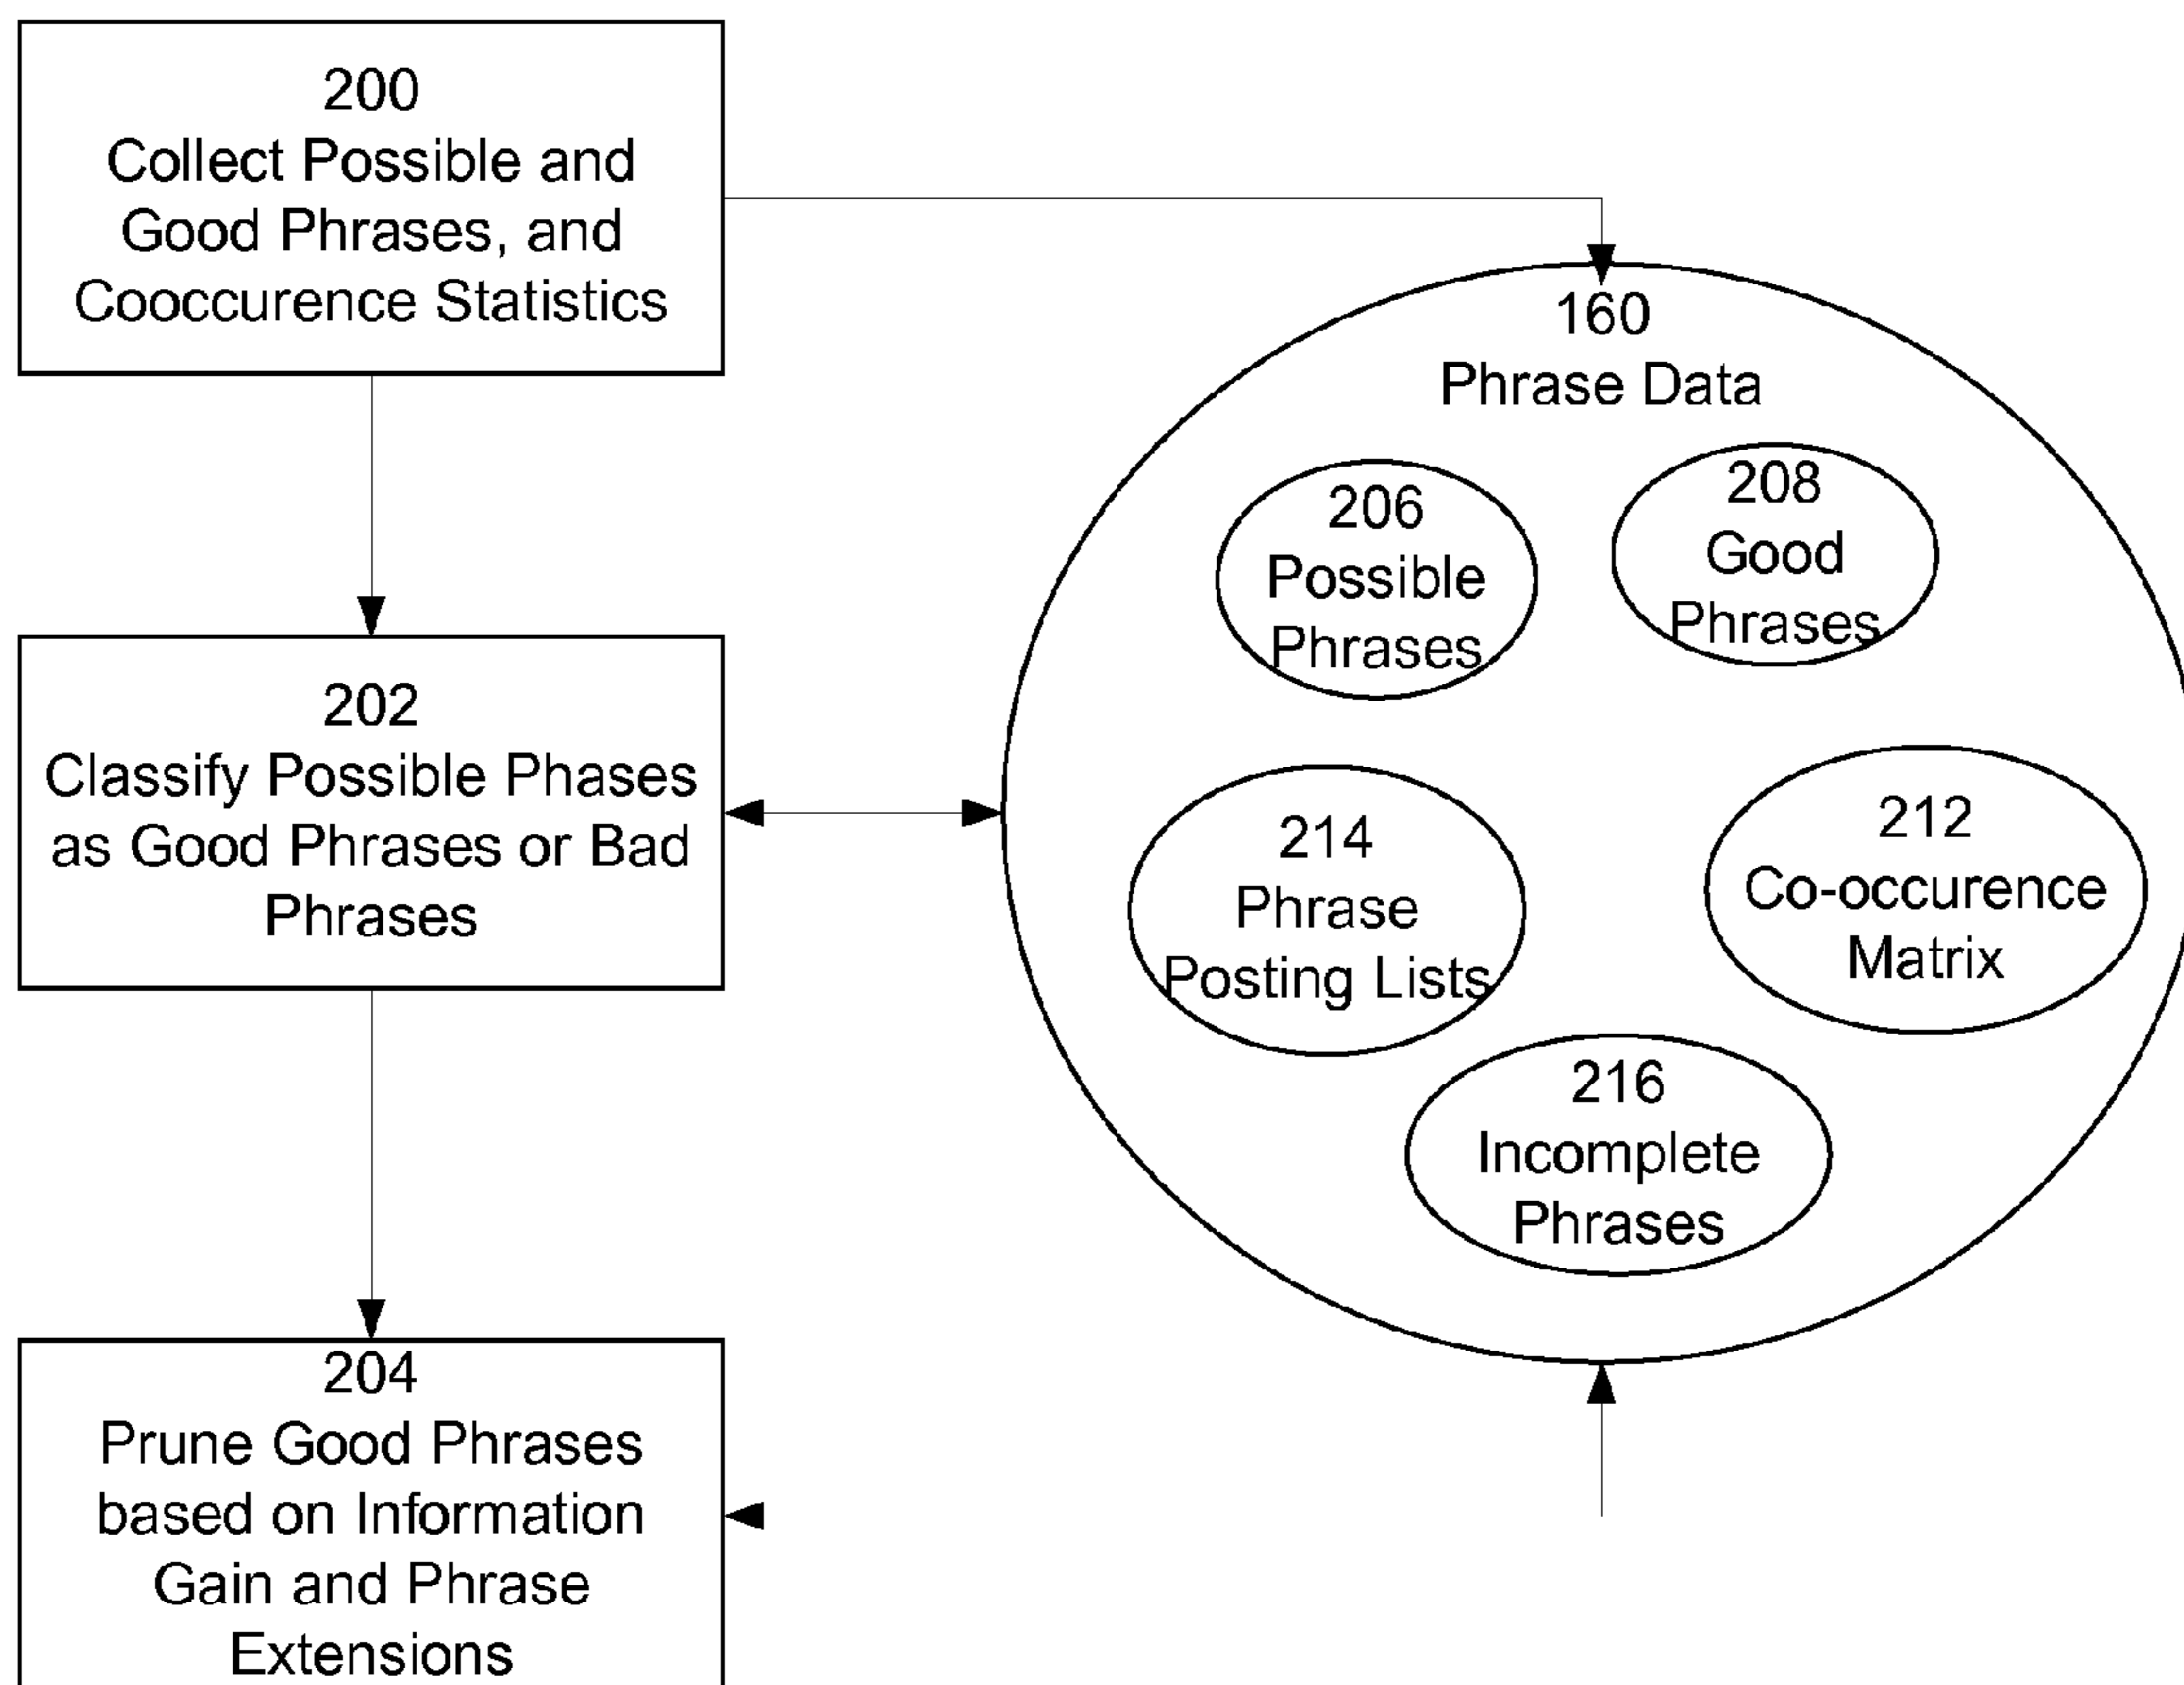 200
Collect Possible and
Good Phrases, and
Cooccurence Statistics
202
Classify Possible Phases
as Good Phrases or Bad
Phrases
204
Prune Good Phrases
based on Information
Gain and Phrase
Extensions
160
Phrase Data
206
Possible
Phrases
208
Good
Phrases
214
Phrase
Posting Lists
212
Co-occurence
Matrix
216
Incomplete
Phrases